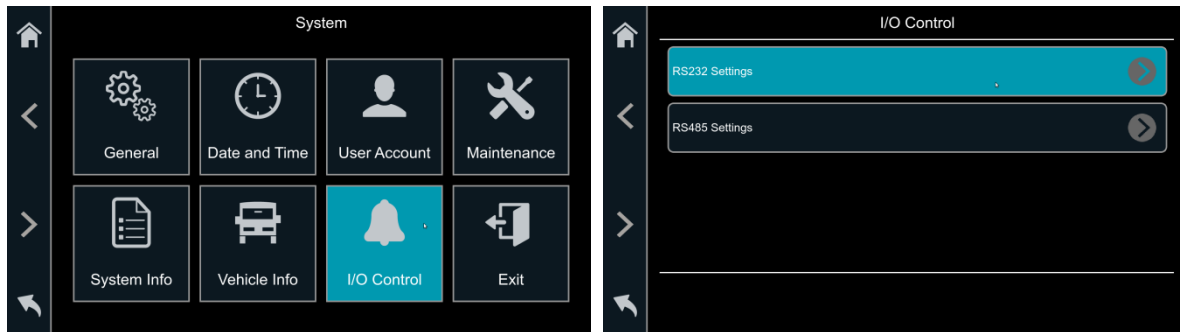 System
General
Date and Time
User Account
Maintenance
System Info
Vehicle Info
I/O Control
Exit
I/O Control
RS232 Settings
RS485 Settings